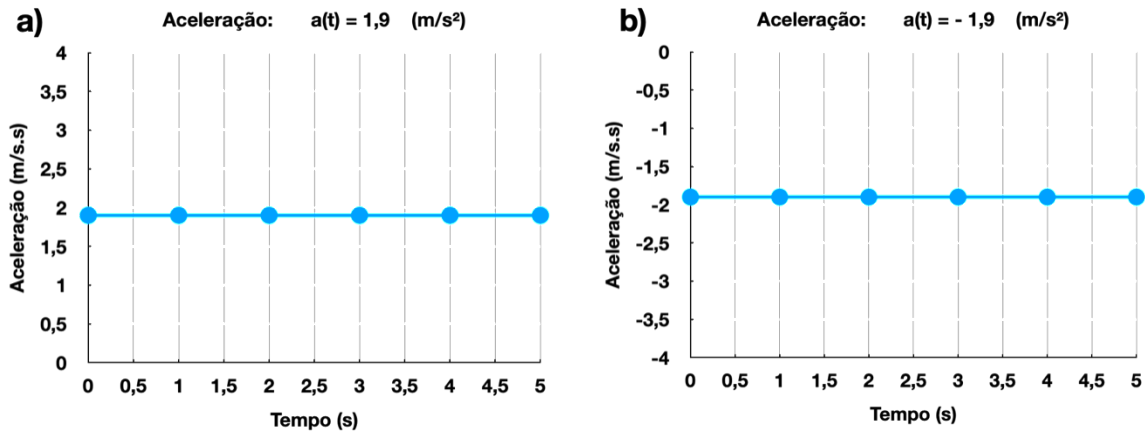 a) Aceleração: a(t) = 1,9 (m/s²)
4
3,5
3
2,5
2
1,5
1
0,5
0
Aceleração (m/s.s)
0 0,5 1 1,5 2 2,5 3 3,5 4 4,5 5
Tempo (s)
b) Aceleração: a(t) = - 1,9 (m/s²)
0
-0,5
-1
-1,5
-2
-2,5
-3
-3,5
-4
Aceleração (m/s.s)
0 0,5 1 1,5 2 2,5 3 3,5 4 4,5 5
Tempo (s)